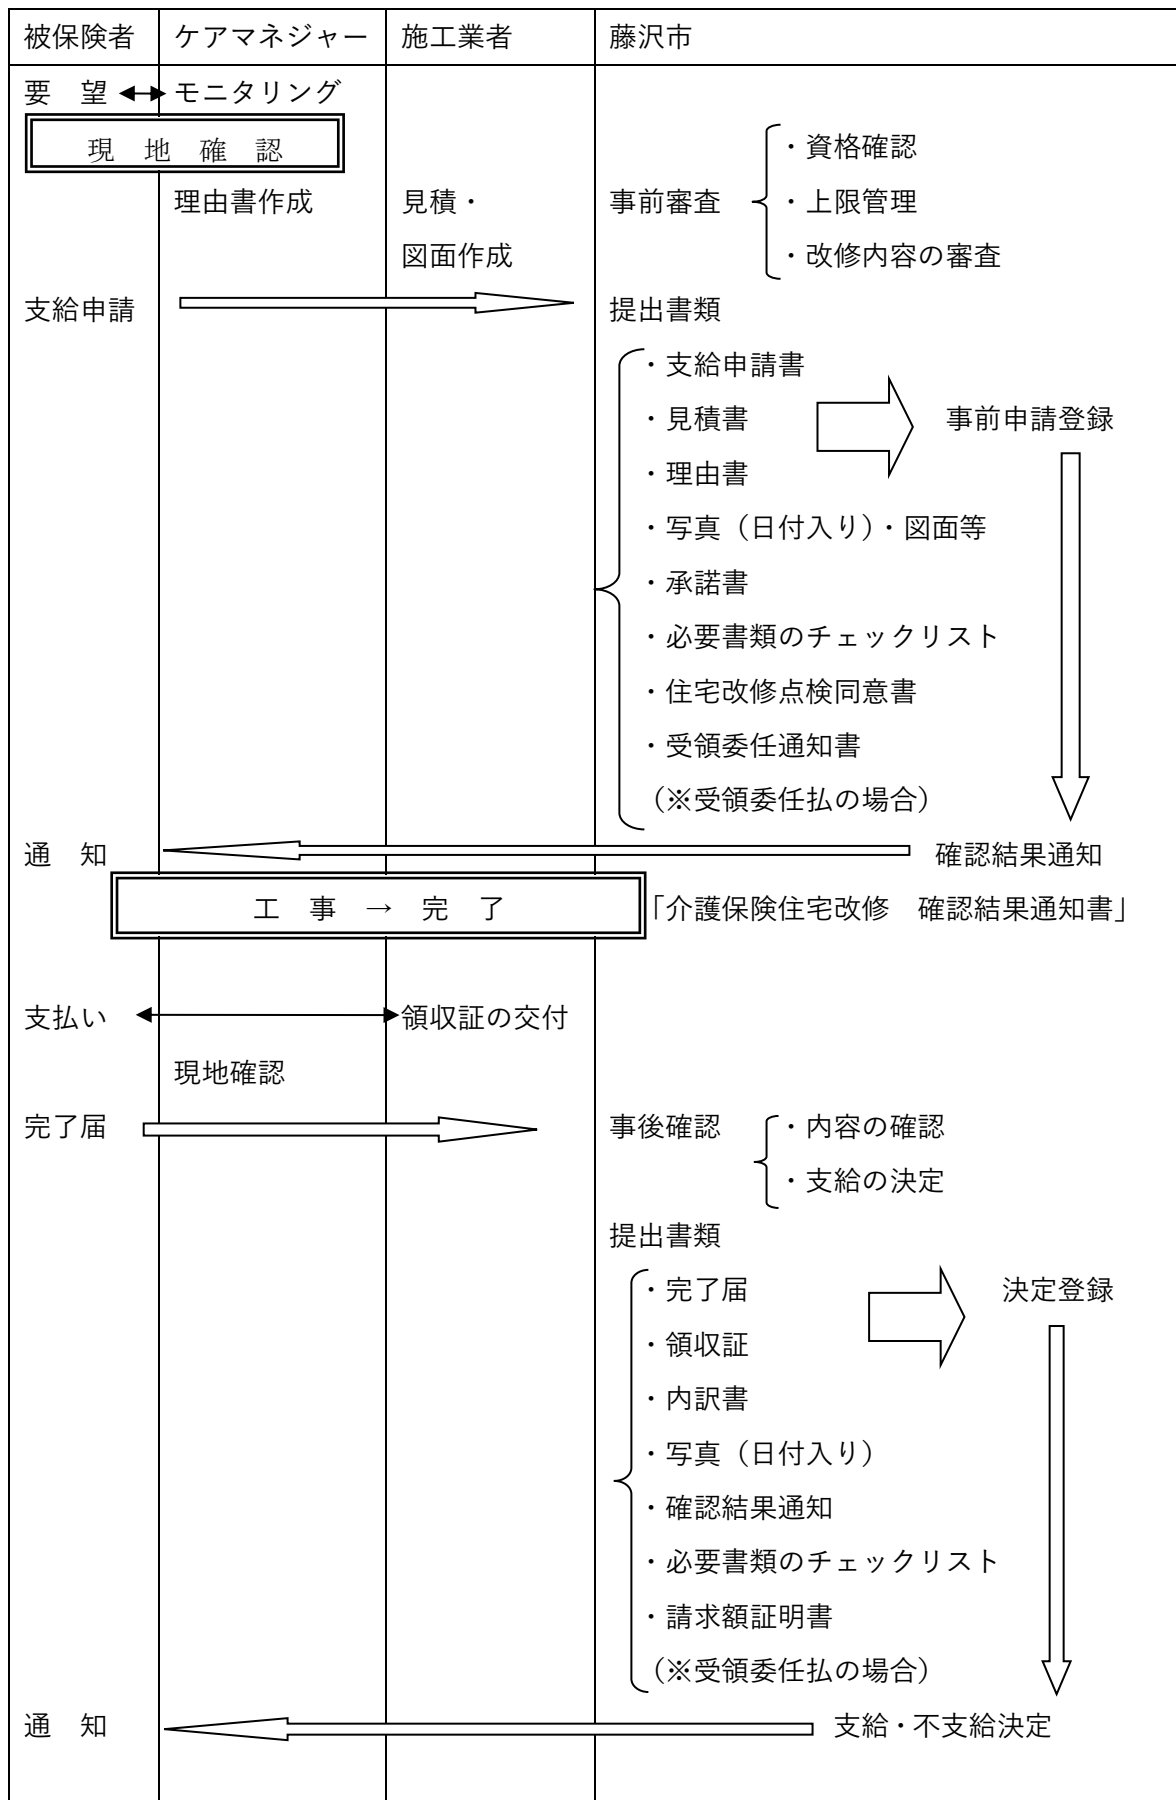 被保険者 ケアマネジャー 施工業者 藤沢市
要　望 モニタリング
現　地　確　認
・資格確認
理由書作成 見積・ 事前審査 ・上限管理
図面作成 ・改修内容の審査
支給申請 提出書類
・支給申請書
・見積書 事前申請登録
・理由書
・写真（日付入り）・図面等
・承諾書
・必要書類のチェックリスト
・住宅改修点検同意書
・受領委任通知書
（※受領委任払の場合）
通　知 確認結果通知
工　事　→　完　了 「介護保険住宅改修　確認結果通知書」
支払い 領収証の交付
現地確認
完了届 事後確認 ・内容の確認
・支給の決定
提出書類
・完了届 決定登録
・領収証
・内訳書
・写真（日付入り）
・確認結果通知
・必要書類のチェックリスト
・請求額証明書
（※受領委任払の場合）
通　知 支給・不支給決定